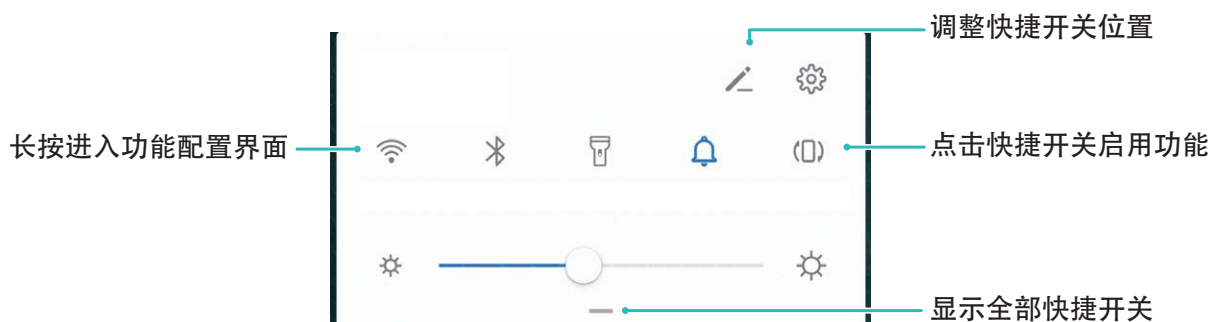 调整快捷开关位置
长按进入功能配置界面
点击快捷开关启用功能
显示全部快捷开关